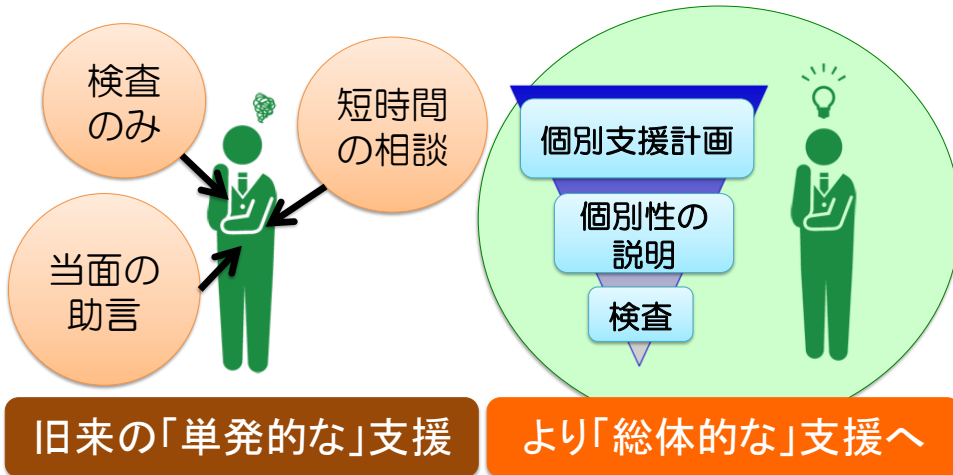 検査
のみ
短時間
の相談
当面の
助言
旧来の「単発的な」支援
個別支援計画
個別性の
説明
検査
より「総体的な」支援へ